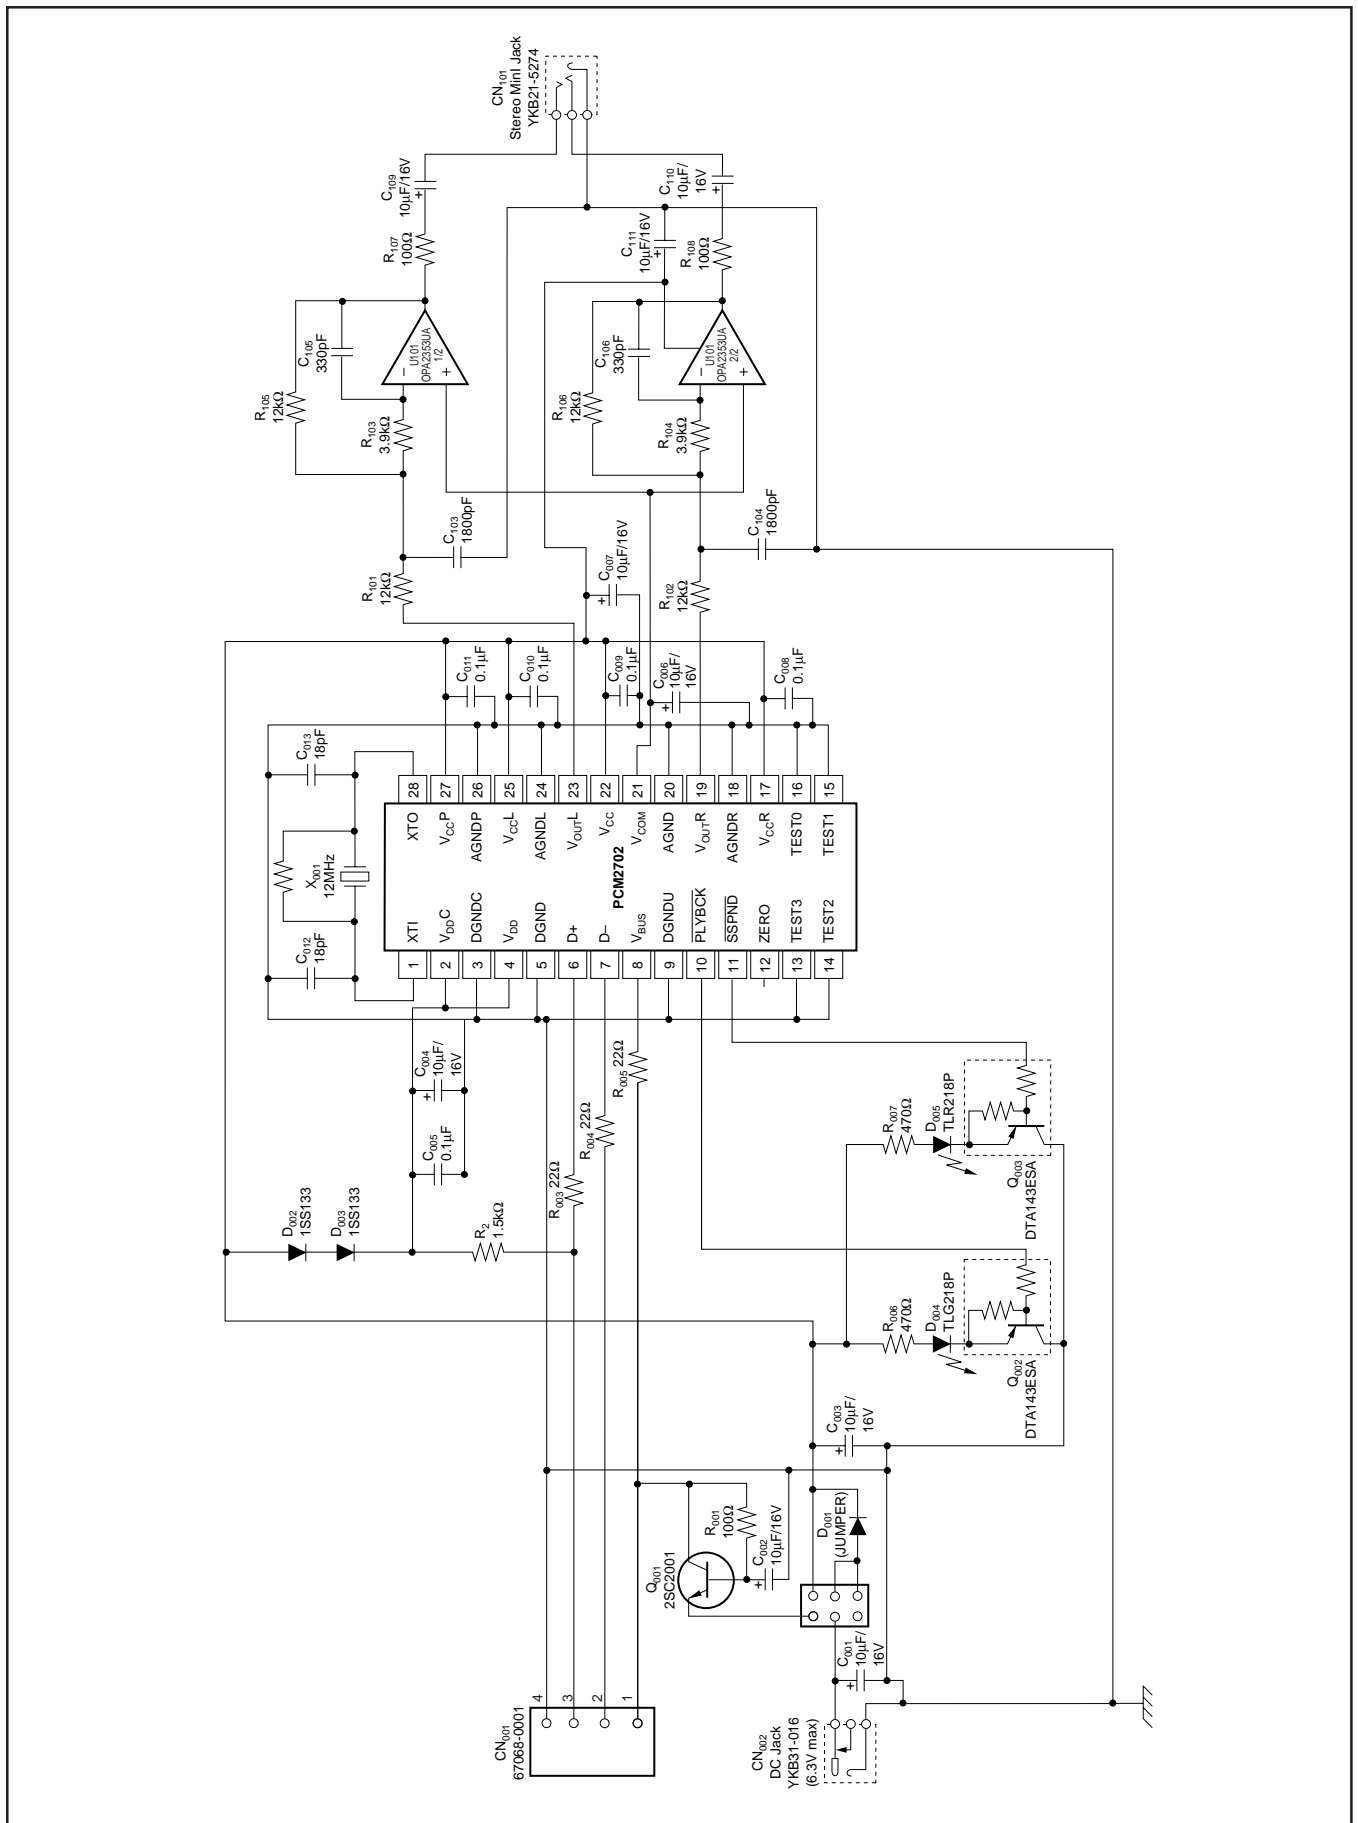 CN101
Stereo MinI Jack
YKB21-5274
C109
10µF/16V
R107
100Ω
C110
10µF/
16V
C111
10µF/16V
R108
100Ω
C105
330pF
U101
OPA2353UA
1/2
–
+
R105
12kΩ
R103
3.9kΩ
C106
330pF
U101
OPA2353UA
2/2
–
+
R106
12kΩ
R104
3.9kΩ
C103
1800pF
C104
1800pF
R101
12kΩ
C007
10µF/16V
+
R102
12kΩ
C011
0.1µF
C010
0.1µF
C009
0.1µF
C006
10µF/
16V
+
C008
0.1µF
C013
18pF
X001
12MHz
C012
18pF
28 27 26 25 24 23 22 21 20 19 18 17 16 15
XTO VCCP AGNDP VCCL AGNDL VOUTL VCC VCOM AGND VOUTR AGNDR VCCR TEST0 TEST1
PCM2702
XTI VDDC DGNDC VDD DGND D+ D– VBUS DGNDU PLYBCK SSPND ZERO TEST3 TEST2
1 2 3 4 5 6 7 8 9 10 11 12 13 14
C004
10µF/
16V
+
C005
0.1µF
R005 22Ω
R004 22Ω
R003 22Ω
D002
1SS133
D003
1SS133
R2
1.5kΩ
R007
470Ω
D005
TLR218P
Q003
DTA143ESA
R006
470Ω
D004
TLG218P
Q002
DTA143ESA
C003
10µF/
16V
+
R001
100Ω
C002
10µF/16V
+
Q001
2SC2001
D001
(JUMPER)
C001
10µF/
16V
+
CN001
67068-0001
4
3
2
1
CN002
DC Jack
YKB31-016
(6.3V max)